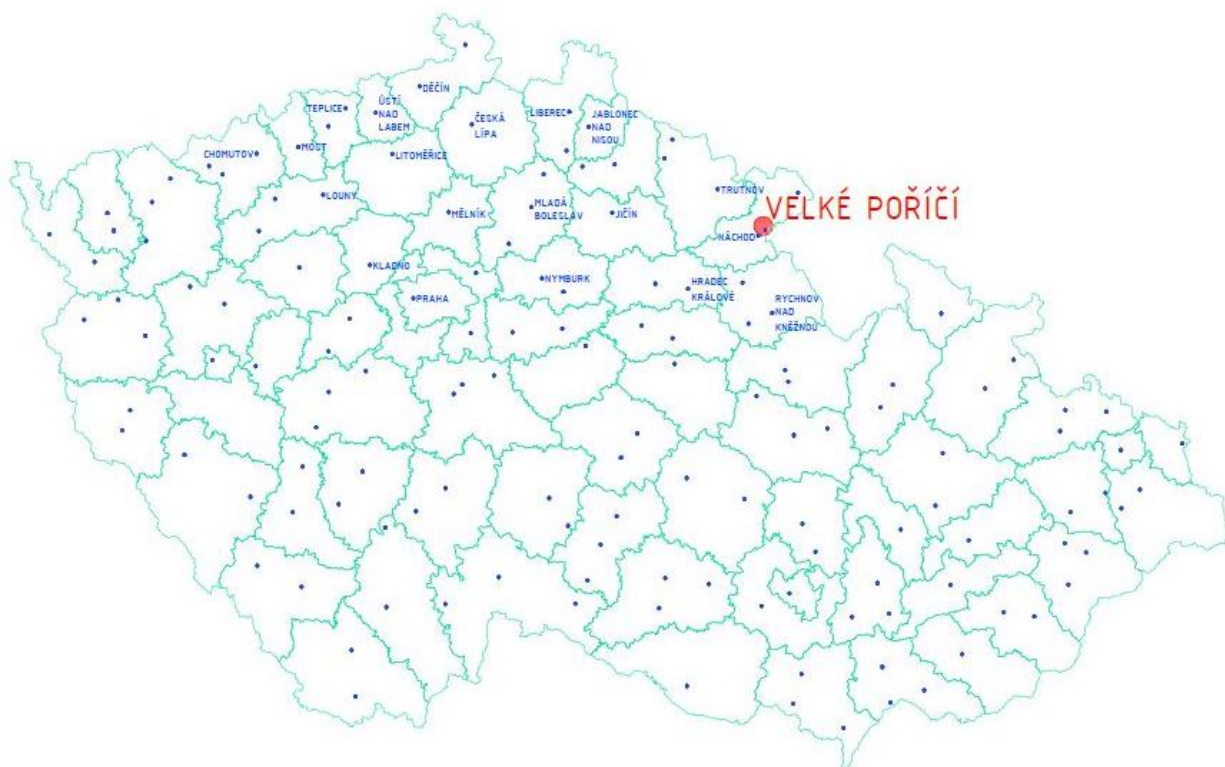 DĚČÍN
TEPLICE
ÚSTÍ
NAD
LABEM
ČESKÁ
LÍPA
LIBEREC
JABLONEC
NAD
NISOU
CHOMUTOV
MOST
LITOMĚŘICE
LOUNY
MĚLNÍK
MLADÁ
BOLESLAV
JIČÍN
TRUTNOV
VELKÉ POŘÍČÍ
NÁCHOD
KLADNO
PRAHA
NYMBURK
HRADEC
KRÁLOVÉ
RYCHNOV
NAD
KNĚŽNOU